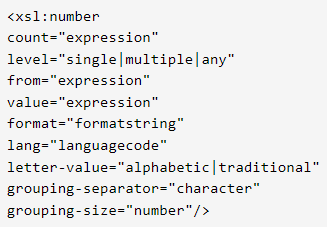 <xsl:number
count="expression"
level="single|multiple|any"
from="expression"
value="expression"
format="formatstring"
lang="languagecode"
letter-value="alphabetic|traditional"
grouping-separator="character"
grouping-size="number"/>